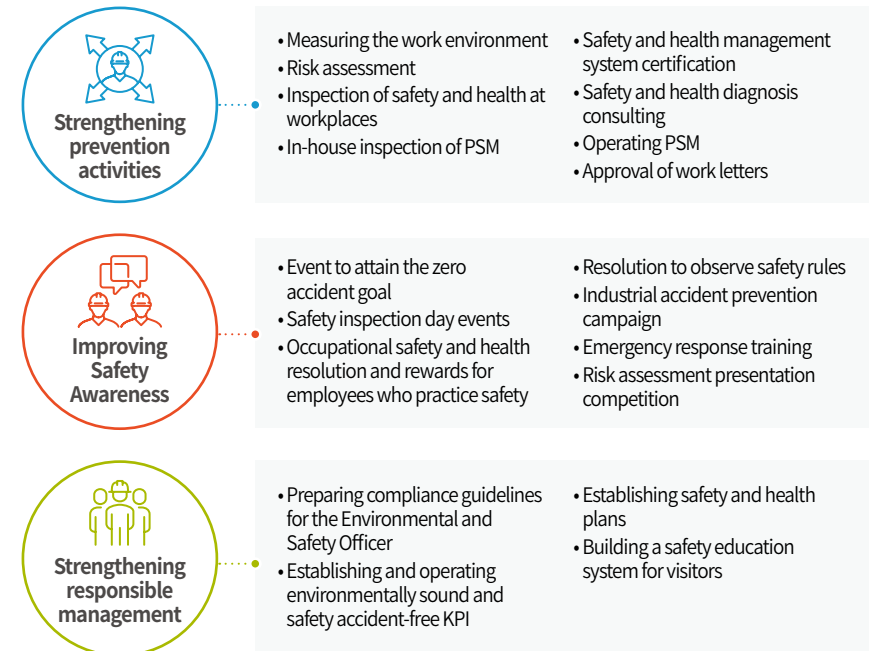 Strengthening
prevention
activities
• Measuring the work environment
• Risk assessment
• Inspection of safety and health at
workplaces
• In-house inspection of PSM
• Safety and health management
system certification
• Safety and health diagnosis
consulting
• Operating PSM
• Approval of work letters
Improving
Safety
Awareness
• Event to attain the zero
accident goal
• Safety inspection day events
• Occupational safety and health
resolution and rewards for
employees who practice safety
• Resolution to observe safety rules
• Industrial accident prevention
campaign
• Emergency response training
• Risk assessment presentation
competition
Strengthening
responsible
management
• Preparing compliance guidelines
for the Environmental and
Safety Officer
• Establishing and operating
environmentally sound and
safety accident-free KPI
• Establishing safety and health
plans
• Building a safety education
system for visitors